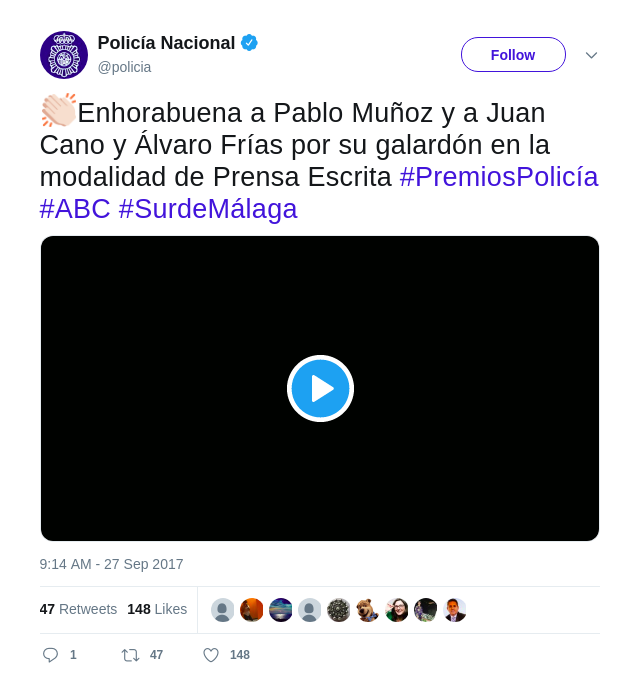 Policía Nacional
@policia
Follow
👏Enhorabuena a Pablo Muñoz y a Juan
Cano y Álvaro Frías por su galardón en la
modalidad de Prensa Escrita #PremiosPolicía
#ABC #SurdeMálaga
9:14 AM - 27 Sep 2017
47 Retweets 148 Likes
1 47 148